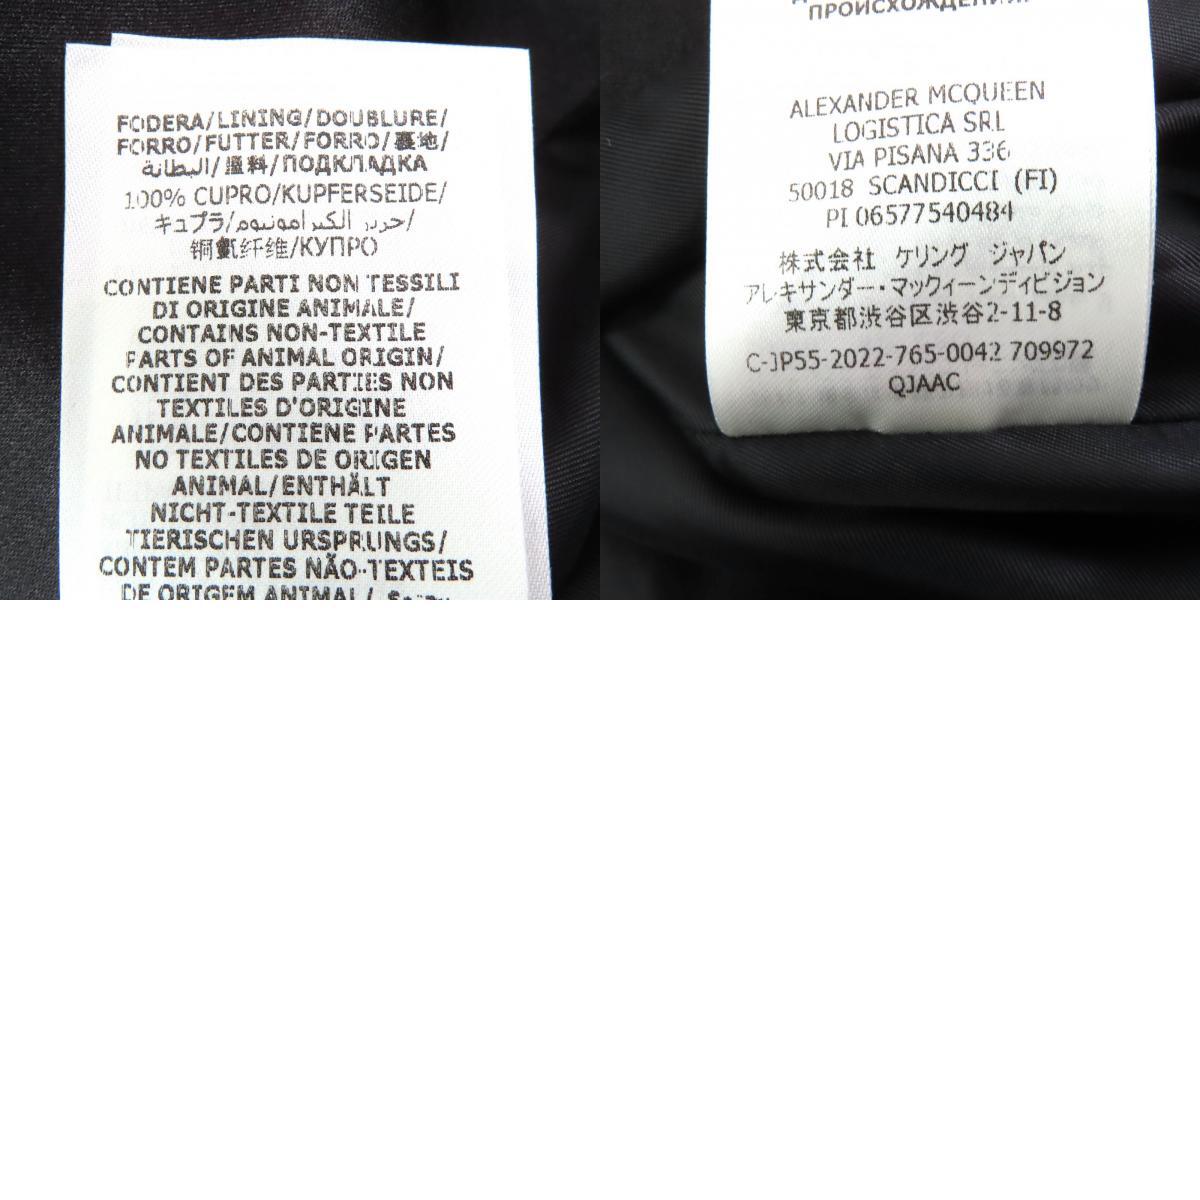 FODERA/LINING/DOUBLURE/
FORRO/FUTTER/FORRO/裏地/
البطانة/里料/ПОДКЛАДКА
100% CUPRO/KUPFERSEIDE/
キュプラ/حرير الكبرامونيوم/
铜氨纤维/КУПРО
CONTIENE PARTI NON TESSILI
DI ORIGINE ANIMALE/
CONTAINS NON-TEXTILE
PARTS OF ANIMAL ORIGIN/
CONTIENT DES PARTIES NON
TEXTILES D'ORIGINE
ANIMALE/CONTIENE PARTES
NO TEXTILES DE ORIGEN
ANIMAL/ENTHÄLT
NICHT-TEXTILE TEILE
TIERISCHEN URSPRUNGS/
CONTEM PARTES NÃO-TEXTEIS
DE ORIGEM ANIMAL/
ПРОИСХОЖДЕНИЯ.
ALEXANDER MCQUEEN
LOGISTICA SRL
VIA PISANA 336
50018 SCANDICCI (FI)
PI 06577540484
株式会社 ケリング ジャパン
アレキサンダー・マックィーンディビジョン
東京都渋谷区渋谷2-11-8
C-JP55-2022-765-0042 709972
QJAAC